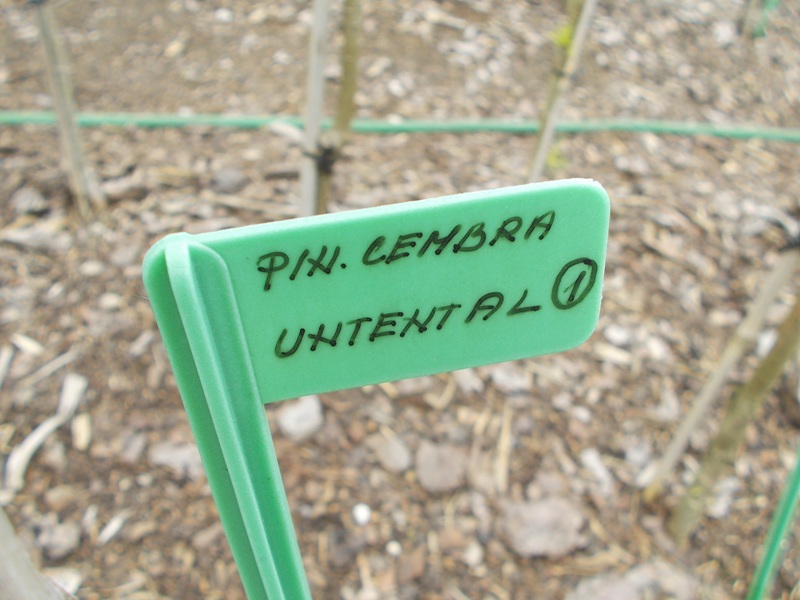 PIN. CEMBRA
UNTENTAL ①